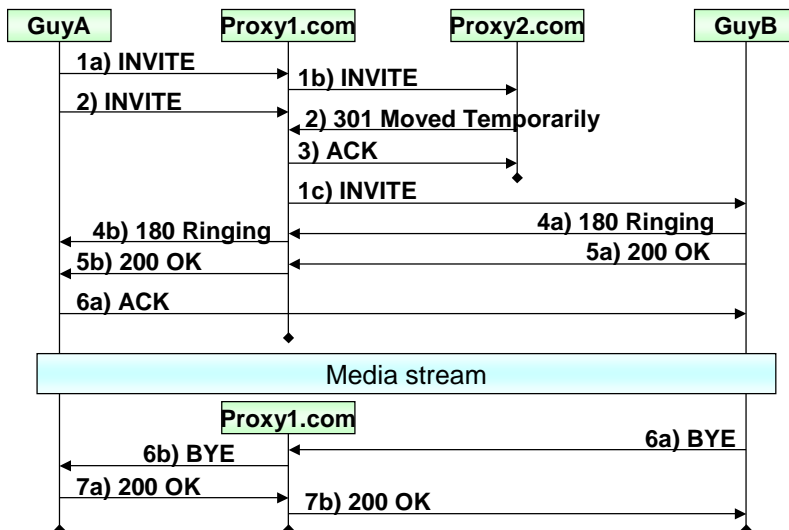 GuyA Proxy1.com Proxy2.com GuyB
1a) INVITE
1b) INVITE
2) INVITE
2) 301 Moved Temporarily
3) ACK
1c) INVITE
4a) 180 Ringing
4b) 180 Ringing
5a) 200 OK
5b) 200 OK
6a) ACK
Media stream
Proxy1.com
6a) BYE
6b) BYE
7a) 200 OK
7b) 200 OK